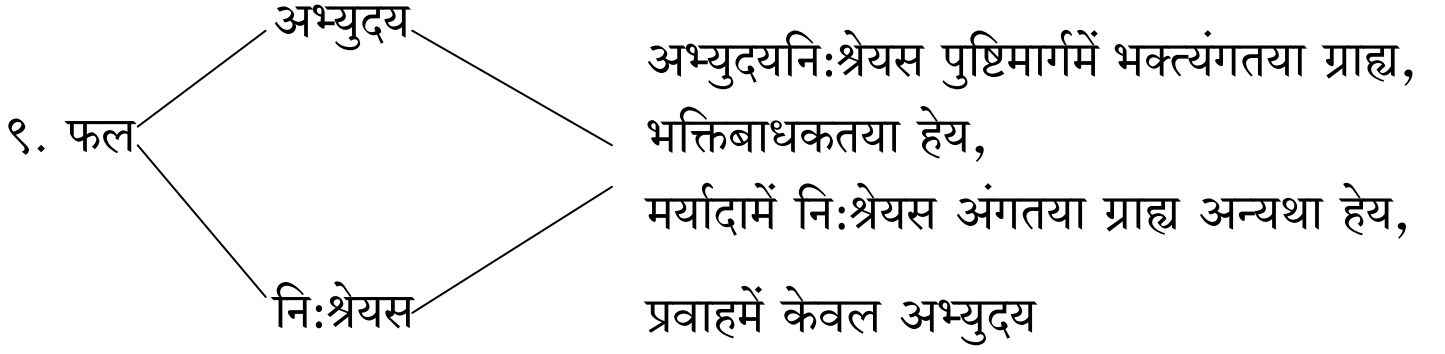 अभ्युदय
अभ्युदयनि:श्रेयस पुष्टिमार्गमें भक्त्यंगतया ग्राह्य,
९. फल
भक्तिबाधकतया हेय,
मर्यादामें नि:श्रेयस अंगतया ग्राह्य अन्यथा हेय,
नि:श्रेयस
प्रवाहमें केवल अभ्युदय